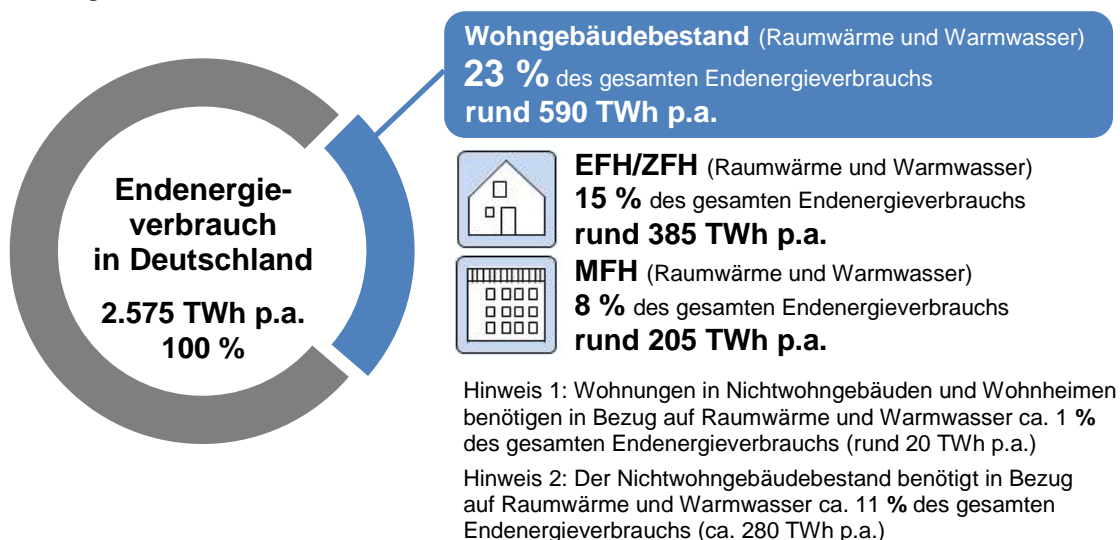 Wohngebäudebestand (Raumwärme und Warmwasser)
23 % des gesamten Endenergieverbrauchs
rund 590 TWh p.a.
Endenergie-
verbrauch
in Deutschland
2.575 TWh p.a.
100 %
EFH/ZFH (Raumwärme und Warmwasser)
15 % des gesamten Endenergieverbrauchs
rund 385 TWh p.a.
MFH (Raumwärme und Warmwasser)
8 % des gesamten Endenergieverbrauchs
rund 205 TWh p.a.
Hinweis 1: Wohnungen in Nichtwohngebäuden und Wohnheimen
benötigen in Bezug auf Raumwärme und Warmwasser ca. 1 %
des gesamten Endenergieverbrauchs (rund 20 TWh p.a.)
Hinweis 2: Der Nichtwohngebäudebestand benötigt in Bezug
auf Raumwärme und Warmwasser ca. 11 % des gesamten
Endenergieverbrauchs (ca. 280 TWh p.a.)